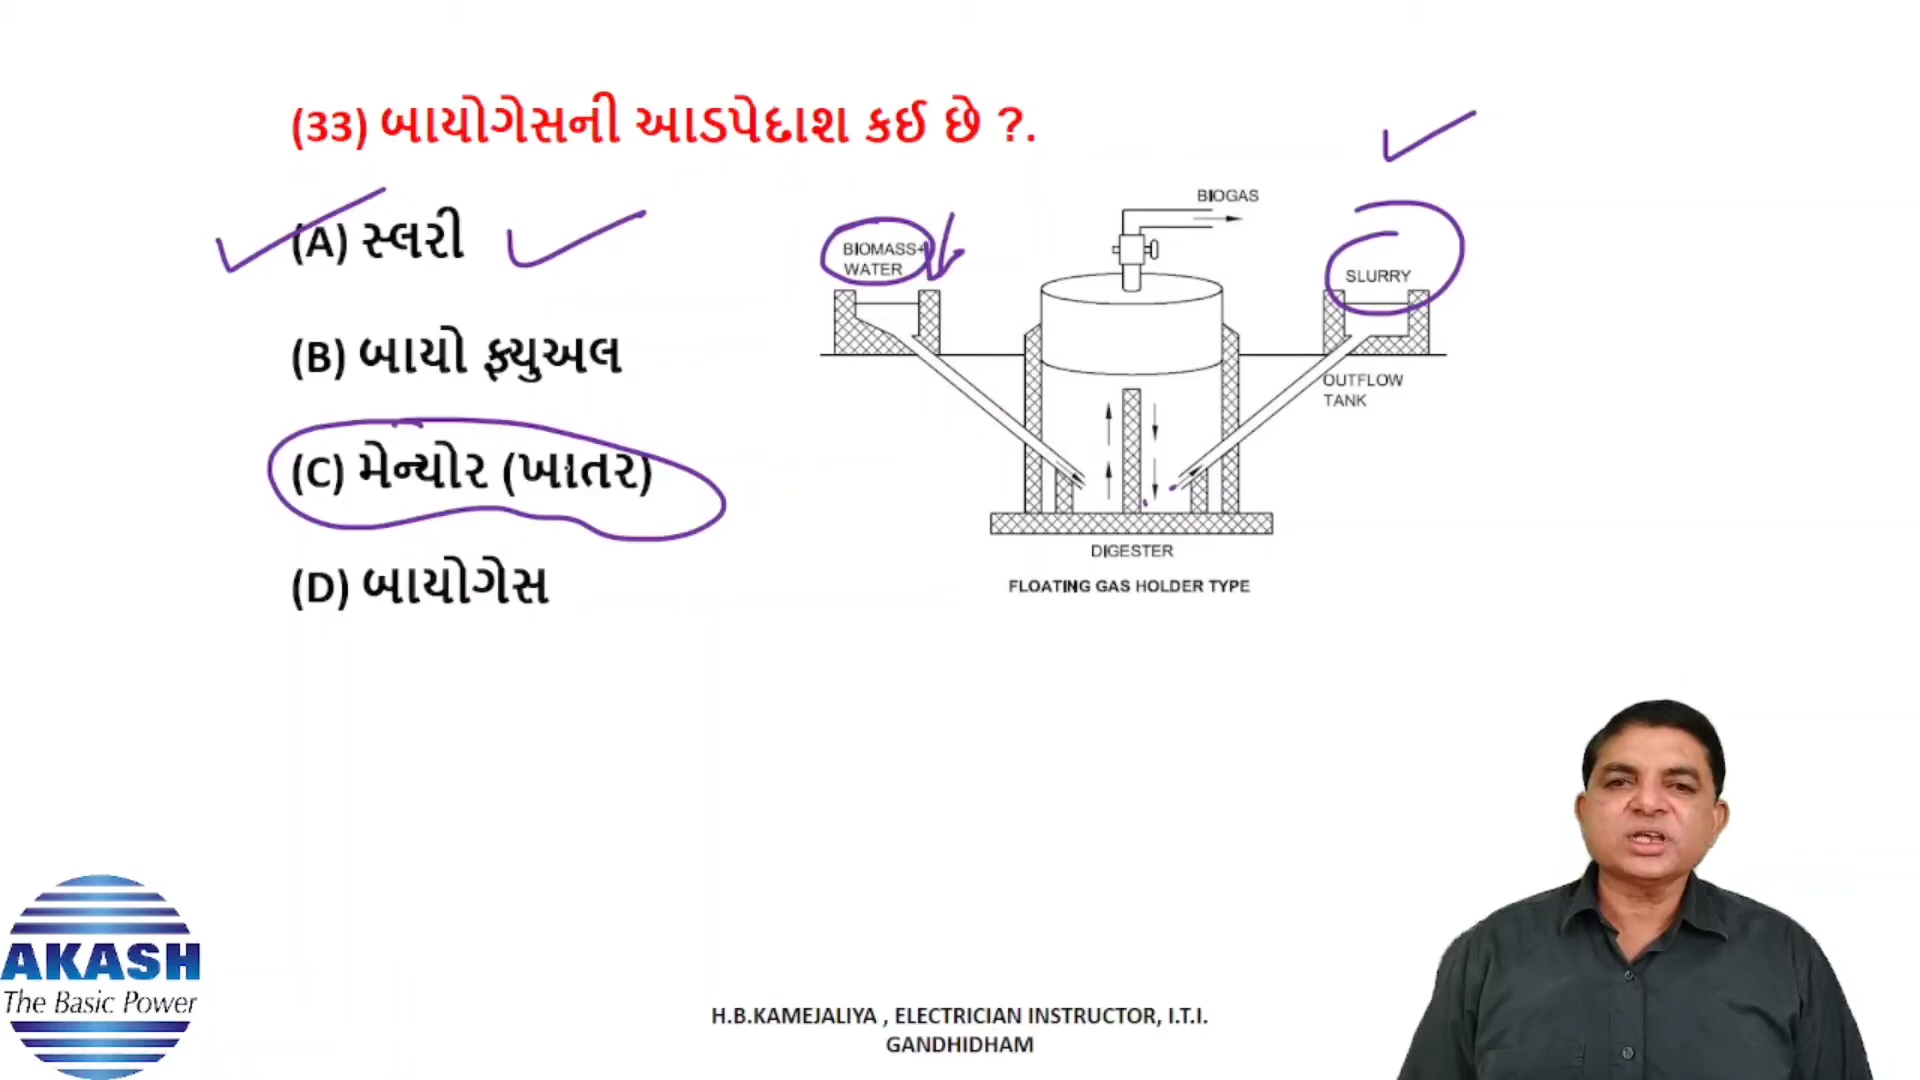 (33) બાયોગેસની આડપેદાશ કઈ છે ?.
(A) સ્લરી
(B) બાયો ફ્યુઅલ
(C) મેન્યોર (ખાતર)
(D) બાયોગેસ
BIOGAS
BIOMASS+
WATER
SLURRY
OUTFLOW
TANK
DIGESTER
FLOATING GAS HOLDER TYPE
AKASH
The Basic Power
H.B.KAMEJALIYA , ELECTRICIAN INSTRUCTOR, I.T.I.
GANDHIDHAM